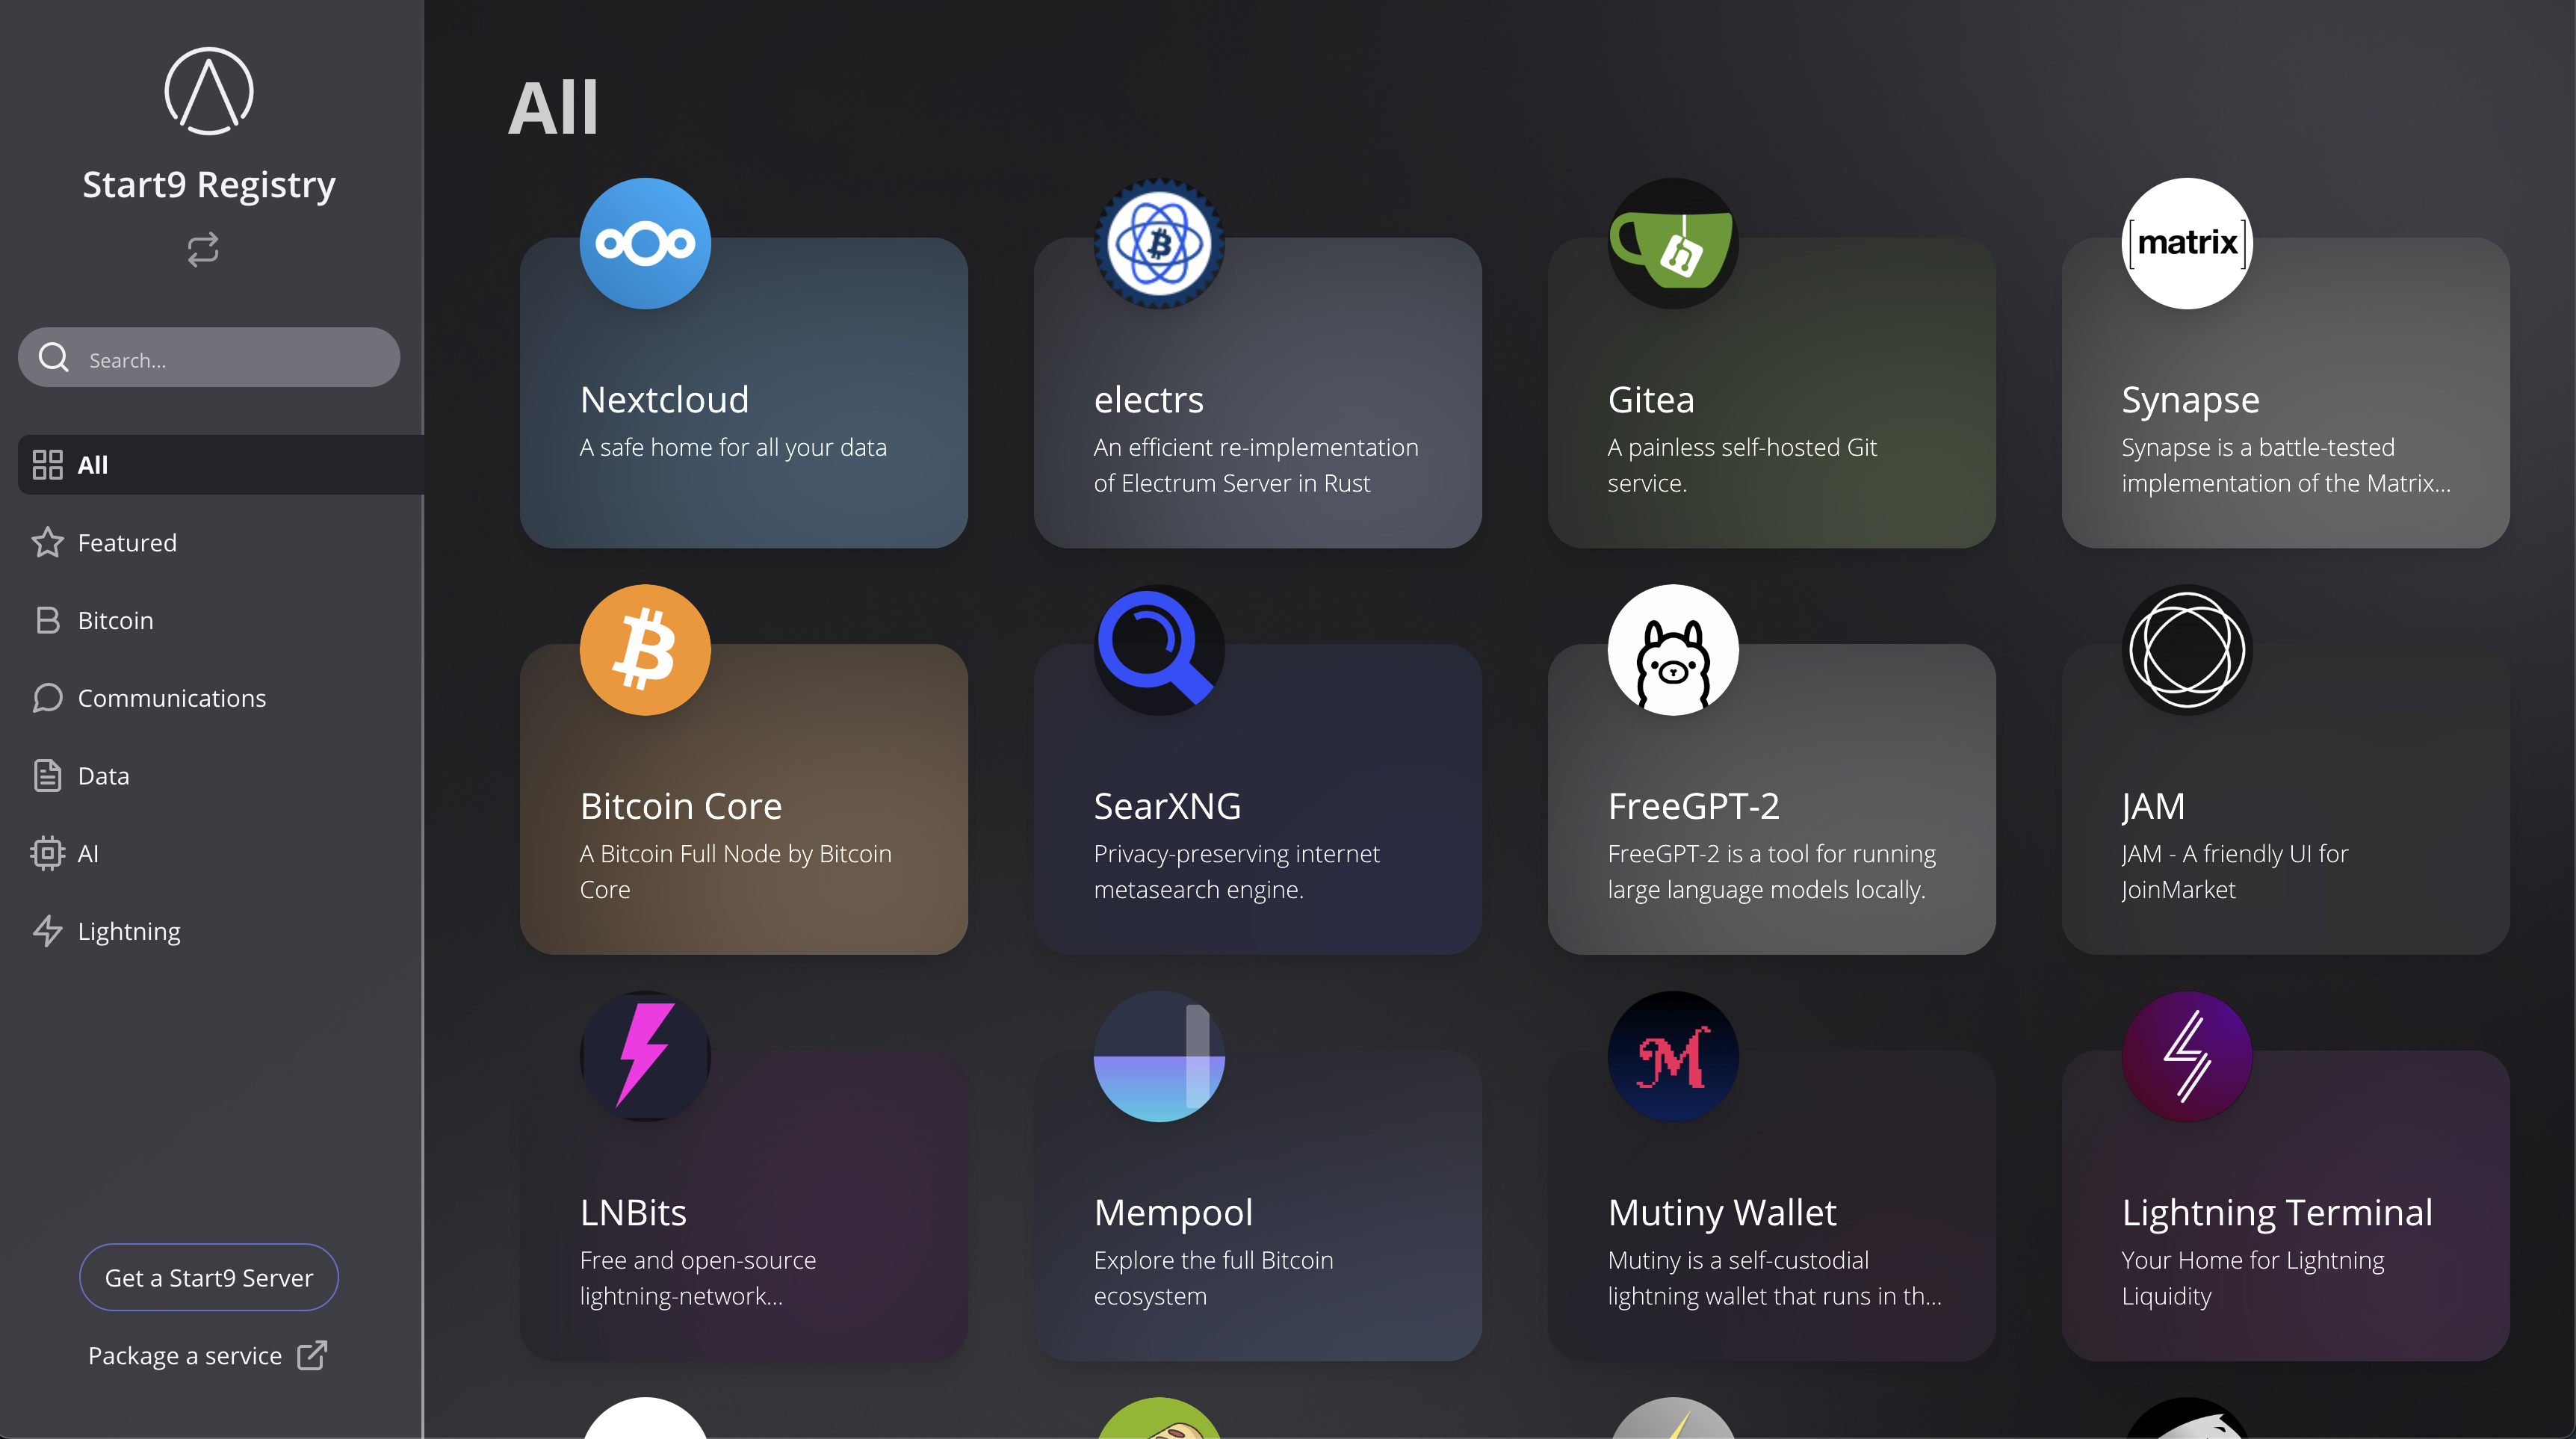 Start9 Registry
Search...
All
Featured
Bitcoin
Communications
Data
AI
Lightning
Get a Start9 Server
Package a service
All
Nextcloud
A safe home for all your data
electrs
An efficient re-implementation
of Electrum Server in Rust
Gitea
A painless self-hosted Git
service.
[matrix]
Synapse
Synapse is a battle-tested
implementation of the Matrix...
Bitcoin Core
A Bitcoin Full Node by Bitcoin
Core
SearXNG
Privacy-preserving internet
metasearch engine.
FreeGPT-2
FreeGPT-2 is a tool for running
large language models locally.
JAM
JAM - A friendly UI for
JoinMarket
LNBits
Free and open-source
lightning-network...
Mempool
Explore the full Bitcoin
ecosystem
M
Mutiny Wallet
Mutiny is a self-custodial
lightning wallet that runs in th...
Lightning Terminal
Your Home for Lightning
Liquidity